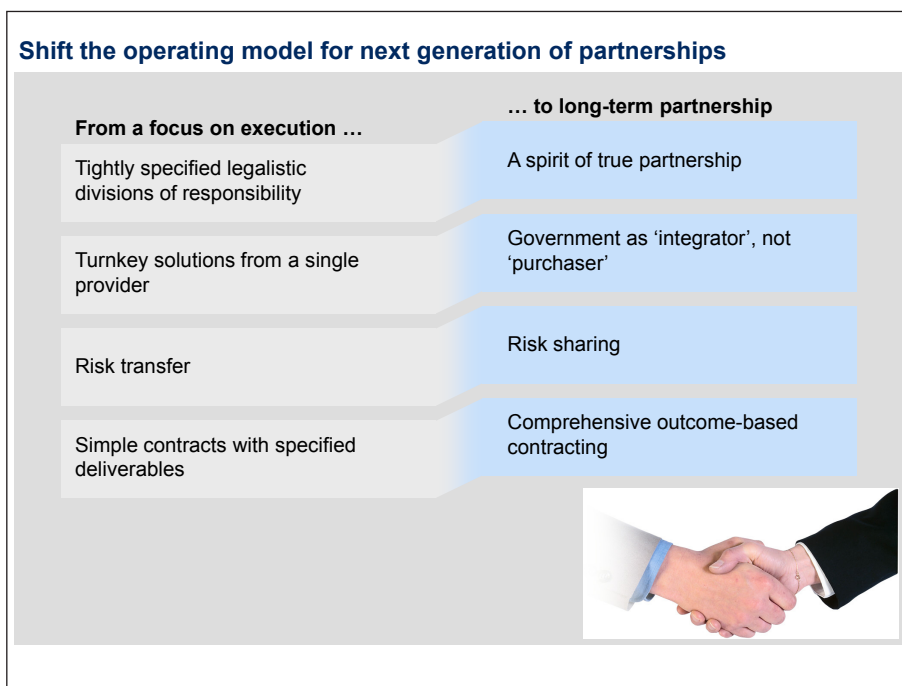 Shift the operating model for next generation of partnerships
From a focus on execution …
… to long-term partnership
Tightly specified legalistic
divisions of responsibility
A spirit of true partnership
Turnkey solutions from a single
provider
Government as ‘integrator’, not
‘purchaser’
Risk transfer
Risk sharing
Simple contracts with specified
deliverables
Comprehensive outcome-based
contracting